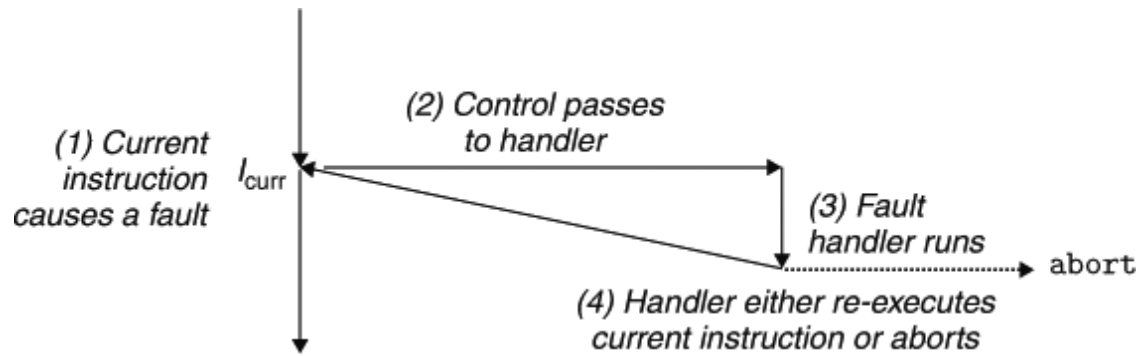 (1) Current
instruction
causes a fault
Icurr
(2) Control passes
to handler
(3) Fault
handler runs
abort
(4) Handler either re-executes
current instruction or aborts